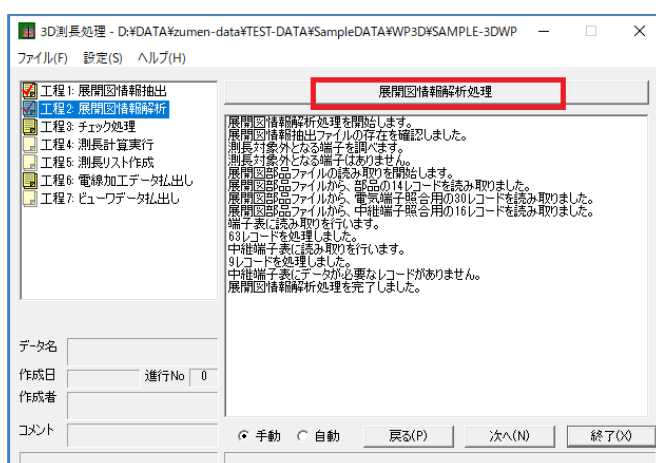 3D測長処理 - D:¥DATA¥zumen-data¥TEST-DATA¥SampleDATA¥WP3D¥SAMPLE-3DWP
ファイル(F) 設定(S) ヘルプ(H)
工程1: 展開図情報抽出
工程2: 展開図情報解析
工程3: チェック処理
工程4: 測長計算実行
工程5: 測長リスト作成
工程6: 電線加工データ払出し
工程7: ビューワデータ払出し
展開図情報解析処理
展開図情報解析処理を開始します。
展開図情報抽出ファイルの存在を確認しました。
測長対象外となる端子を調べます。
測長対象外となる端子はありません。
展開図部品ファイルの読み取りを開始します。
展開図部品ファイルから、部品の14レコードを読み取りました。
展開図部品ファイルから、電気端子照合用の30レコードを読み取りました。
展開図部品ファイルから、中継端子照合用の16レコードを読み取りました。
端子表に読み取りを行います。
63レコードを処理しました。
中継端子表に読み取りを行います。
9レコードを処理しました。
中継端子表にデータが必要なレコードがありません。
展開図情報解析処理を完了しました。
データ名
作成日 進行No 0
作成者
コメント
手動 自動 戻る(P) 次へ(N) 終了(X)